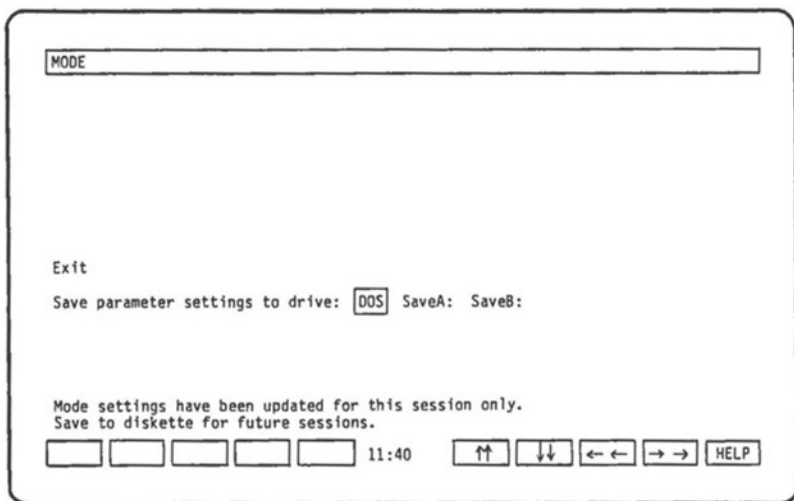 MODE
Exit
Save parameter settings to drive: DOS SaveA: SaveB:
Mode settings have been updated for this session only.
Save to diskette for future sessions.
11:40 ↑↑ ↓↓ ← ← → → HELP